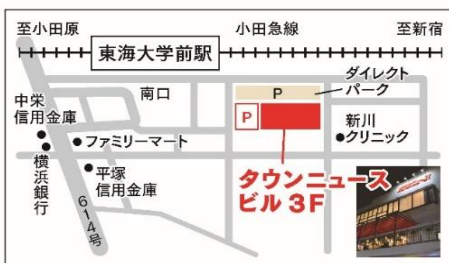 至小田原
小田急線
至新宿
東海大学前駅
ダイレクト
パーク
南口
P
P
中栄
信用金庫
ファミリーマート
新川
クリニック
横浜銀行
平塚
信用金庫
614号
タウンニュース
ビル3F